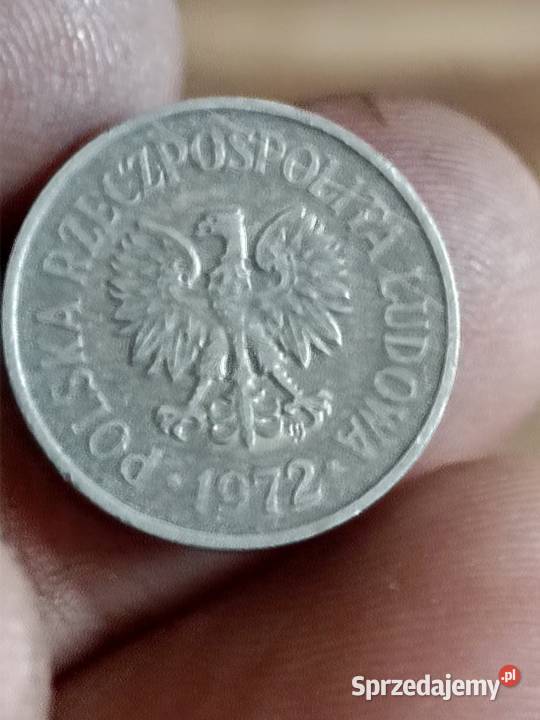 POLSKA RZECZPOSPOLITA LUDOWA
· 1972 ·
Sprzedajemy.pl